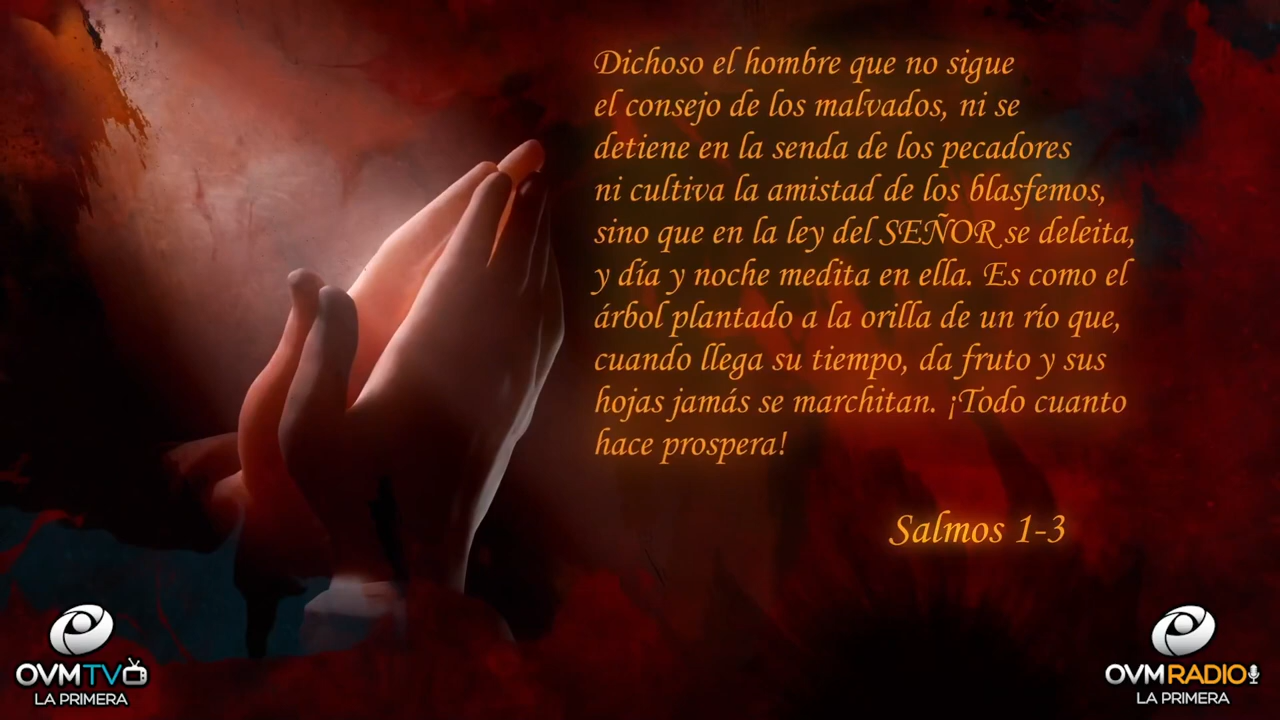 Dichoso el hombre que no sigue
el consejo de los malvados, ni se
detiene en la senda de los pecadores
ni cultiva la amistad de los blasfemos,
sino que en la ley del SEÑOR se deleita,
y día y noche medita en ella. Es como el
árbol plantado a la orilla de un río que,
cuando llega su tiempo, da fruto y sus
hojas jamás se marchitan. ¡Todo cuanto
hace prospera!
Salmos 1-3
OVMTV
LA PRIMERA
OVMRADIO
LA PRIMERA